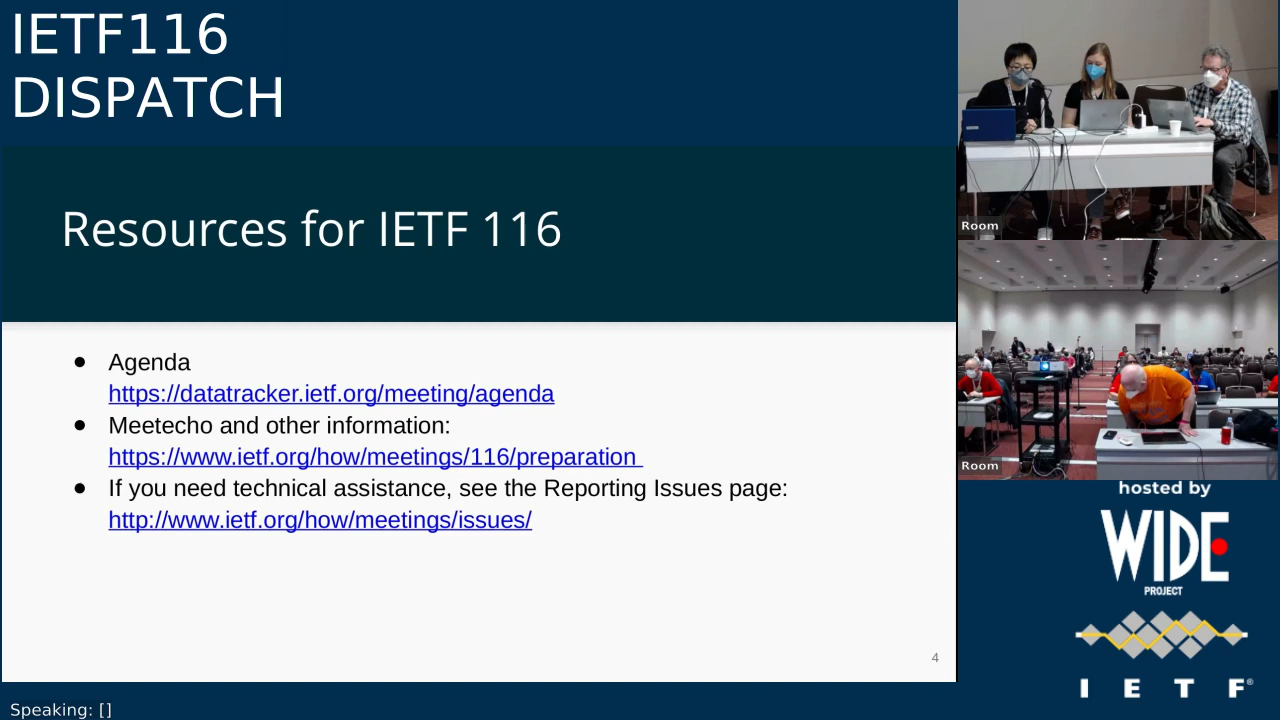 IETF116
DISPATCH
Resources for IETF 116
● Agenda
https://datatracker.ietf.org/meeting/agenda
● Meetecho and other information:
https://www.ietf.org/how/meetings/116/preparation
● If you need technical assistance, see the Reporting Issues page:
http://www.ietf.org/how/meetings/issues/
4
Speaking: []
Room
Room
hosted by
WIDE
PROJECT
I E T F®